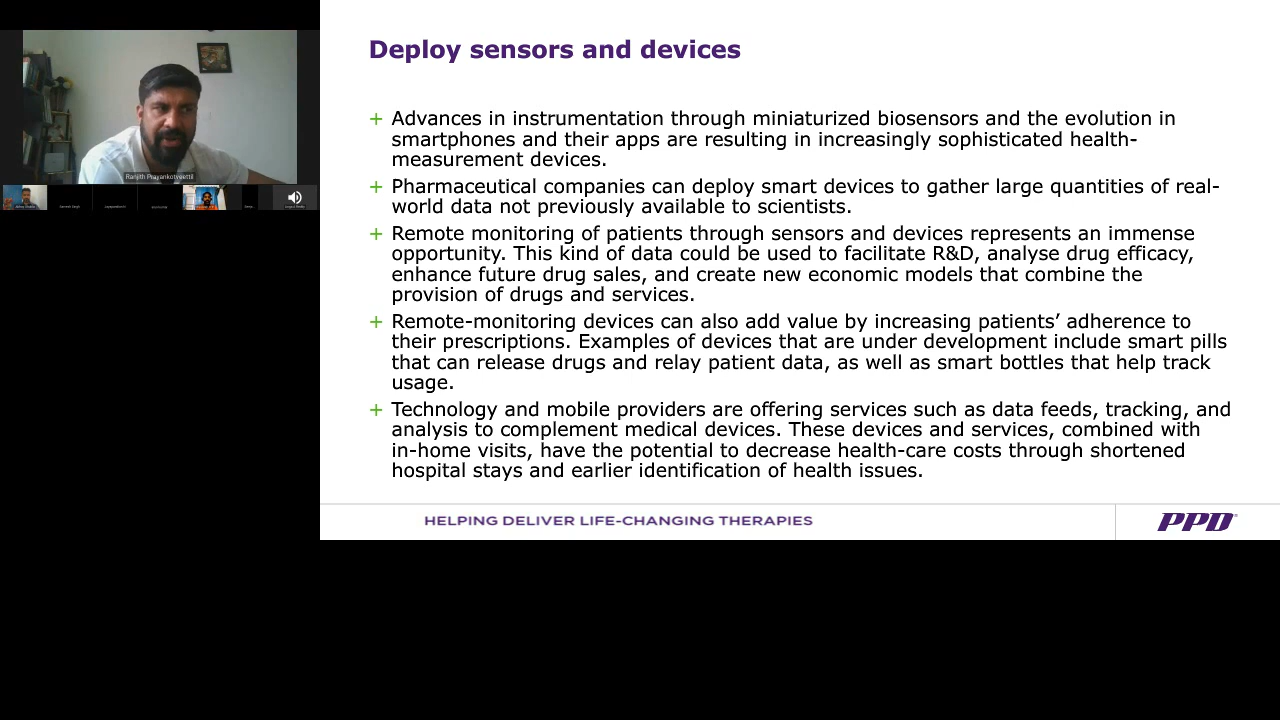 Deploy sensors and devices
+ Advances in instrumentation through miniaturized biosensors and the evolution in
smartphones and their apps are resulting in increasingly sophisticated health-
measurement devices.
+ Pharmaceutical companies can deploy smart devices to gather large quantities of real-
world data not previously available to scientists.
+ Remote monitoring of patients through sensors and devices represents an immense
opportunity. This kind of data could be used to facilitate R&D, analyse drug efficacy,
enhance future drug sales, and create new economic models that combine the
provision of drugs and services.
+ Remote-monitoring devices can also add value by increasing patients’ adherence to
their prescriptions. Examples of devices that are under development include smart pills
that can release drugs and relay patient data, as well as smart bottles that help track
usage.
+ Technology and mobile providers are offering services such as data feeds, tracking, and
analysis to complement medical devices. These devices and services, combined with
in-home visits, have the potential to decrease health-care costs through shortened
hospital stays and earlier identification of health issues.
HELPING DELIVER LIFE-CHANGING THERAPIES
PPD
Ranjith Prayankotveettil